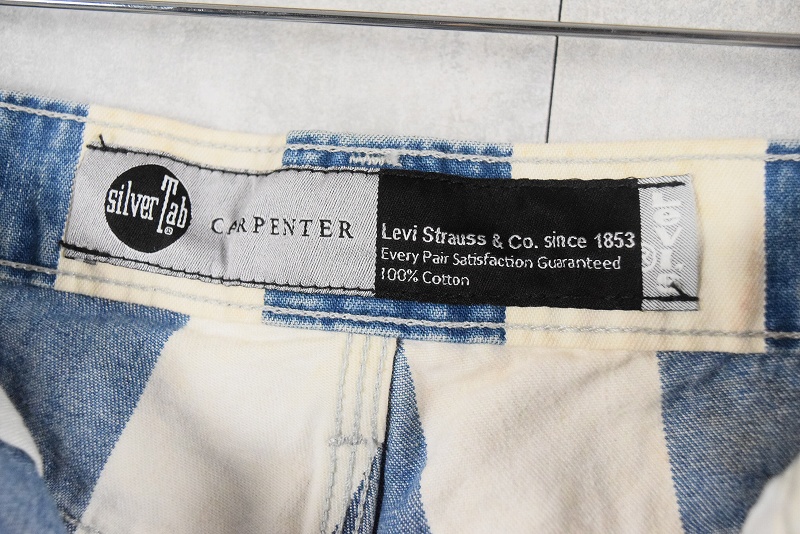 silverTab®
CARPENTER
Levi Strauss & Co. since 1853
Every Pair Satisfaction Guaranteed
100% Cotton
Levi's®